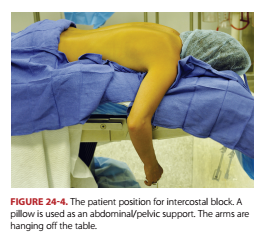 FIGURE 24-4. The patient position for intercostal block. A
pillow is used as an abdominal/pelvic support. The arms are
hanging off the table.